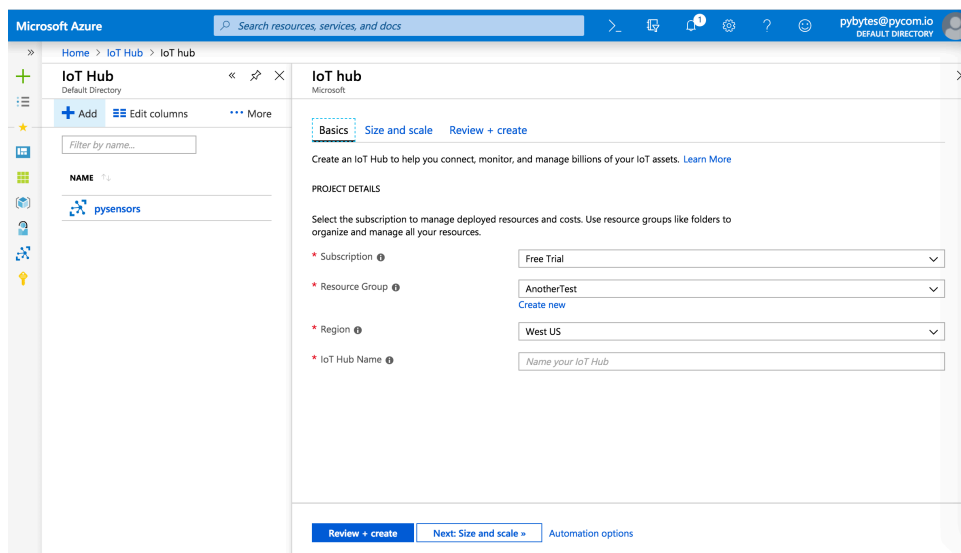 Microsoft Azure
Search resources, services, and docs
1
pybytes@pycom.io
DEFAULT DIRECTORY
Home > IoT Hub > IoT hub
IoT Hub
Default Directory
Add Edit columns ••• More
Filter by name...
NAME
pysensors
IoT hub
Microsoft
Basics Size and scale Review + create
Create an IoT Hub to help you connect, monitor, and manage billions of your IoT assets. Learn More
PROJECT DETAILS
Select the subscription to manage deployed resources and costs. Use resource groups like folders to
organize and manage all your resources.
* Subscription
Free Trial
* Resource Group
AnotherTest
Create new
* Region
West US
* IoT Hub Name
Name your IoT Hub
Review + create
Next: Size and scale »
Automation options